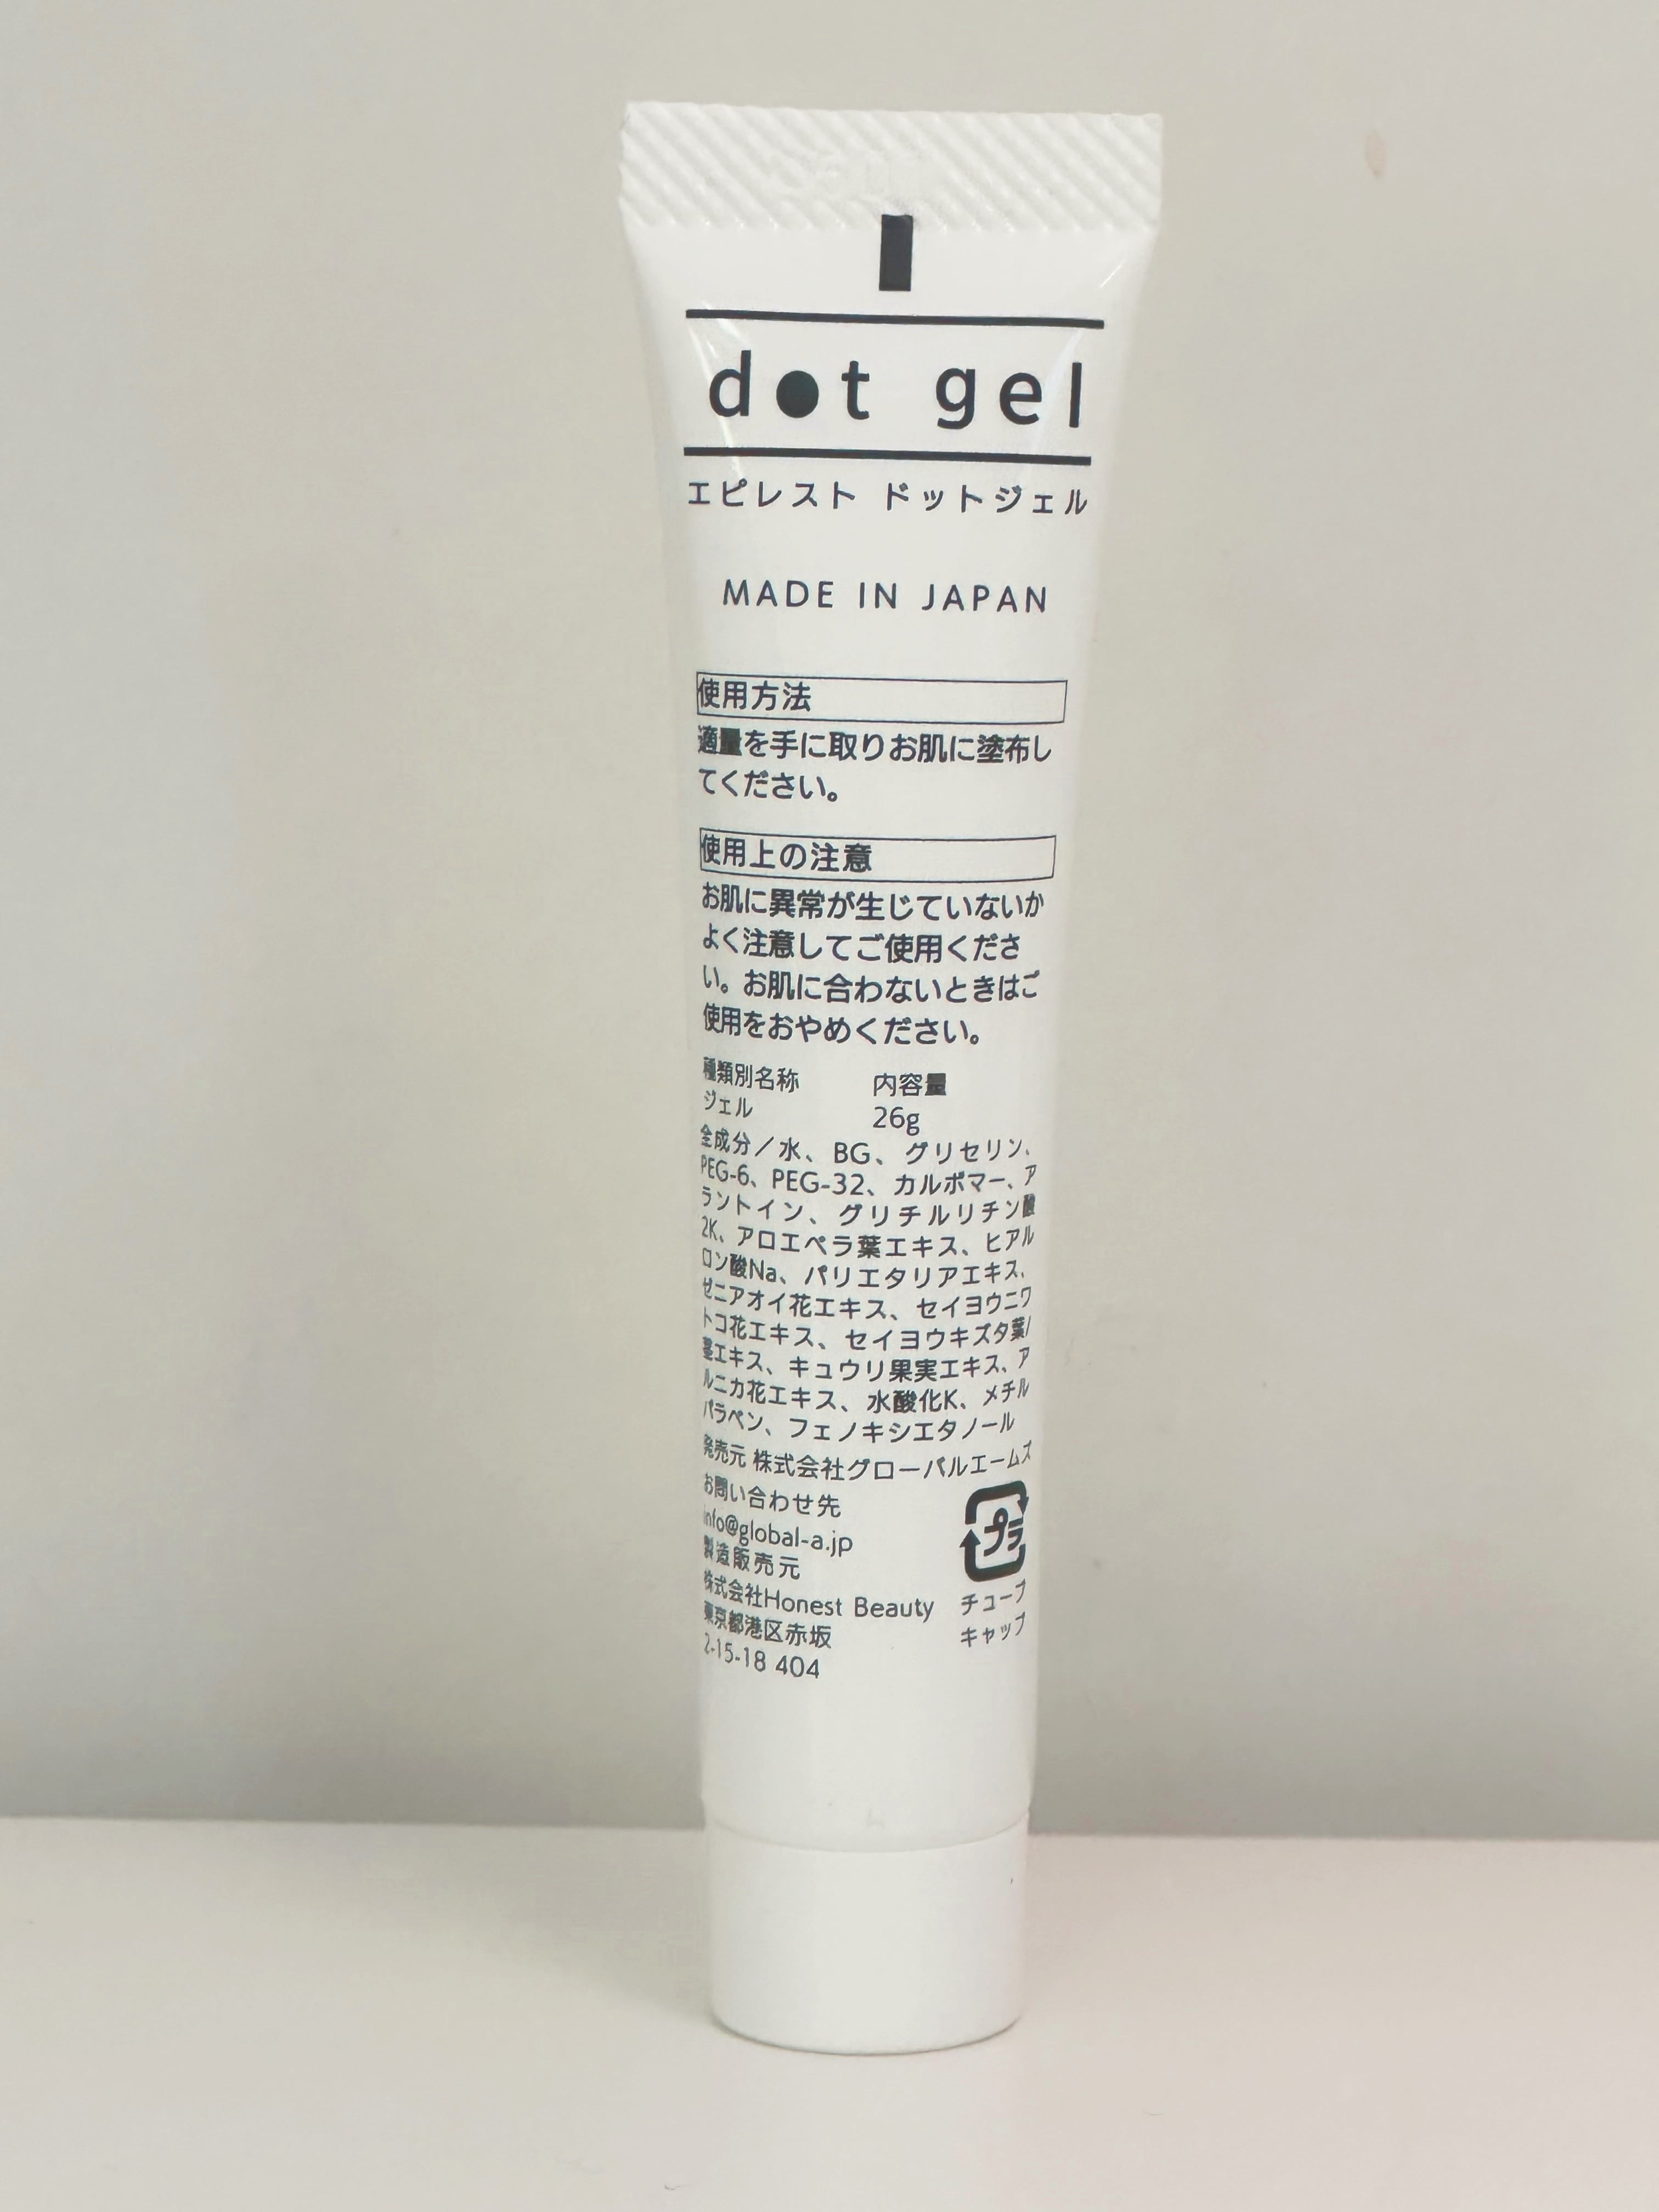 dot gel
エピレスト ドットジェル
MADE IN JAPAN
使用方法
適量を手に取りお肌に塗布し
てください。
使用上の注意
お肌に異常が生じていないか
よく注意してご使用くださ
い。お肌に合わないときはご
使用をおやめください。
種類別名称 内容量
ジェル 26g
全成分/水、BG、グリセリン、
PEG-6、PEG-32、カルボマー、ア
ラントイン、グリチルリチン酸
2K、アロエベラ葉エキス、ヒアル
ロン酸Na、パリエタリアエキス、
ゼニアオイ花エキス、セイヨウニワ
トコ花エキス、セイヨウキズタ葉/
茎エキス、キュウリ果実エキス、ア
ルニカ花エキス、水酸化K、メチル
パラベン、フェノキシエタノール
発売元 株式会社グローバルエームズ
お問い合わせ先
info@global-a.jp
製造販売元
株式会社Honest Beauty
東京都港区赤坂
2-15-18 404
プラ
チューブ
キャップ